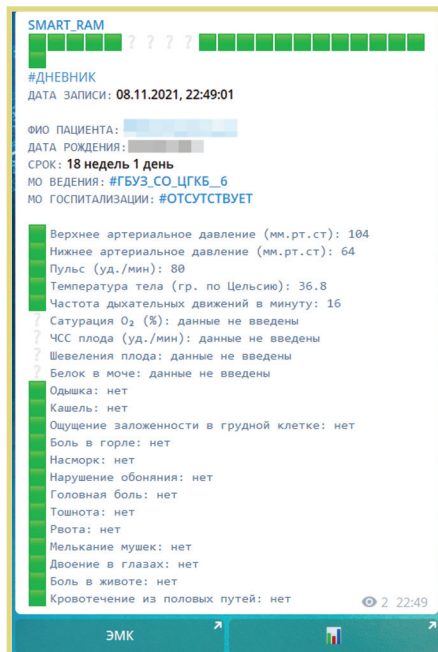 SMART_RAM
? ? ? ?
#ДНЕВНИК
ДАТА ЗАПИСИ: 08.11.2021, 22:49:01
ФИО ПАЦИЕНТА:
ДАТА РОЖДЕНИЯ:
СРОК: 18 недель 1 день
МО ВЕДЕНИЯ: #ГБУЗ_СО_ЦГКБ_6
МО ГОСПИТАЛИЗАЦИИ: #ОТСУТСТВУЕТ
Верхнее артериальное давление (мм.рт.ст): 104
Нижнее артериальное давление (мм.рт.ст): 64
Пульс (уд./мин): 80
Температура тела (гр. по Цельсию): 36.8
Частота дыхательных движений в минуту: 16
? Сатурация O₂ (%): данные не введены
? ЧСС плода (уд./мин): данные не введены
? Шевеления плода: данные не введены
? Белок в моче: данные не введены
Одышка: нет
Кашель: нет
Ощущение заложенности в грудной клетке: нет
Боль в горле: нет
Насморк: нет
Нарушение обоняния: нет
Головная боль: нет
Тошнота: нет
Рвота: нет
Мелькание мушек: нет
Двоение в глазах: нет
Боль в животе: нет
Кровотечение из половых путей: нет
2 22:49
ЭМК